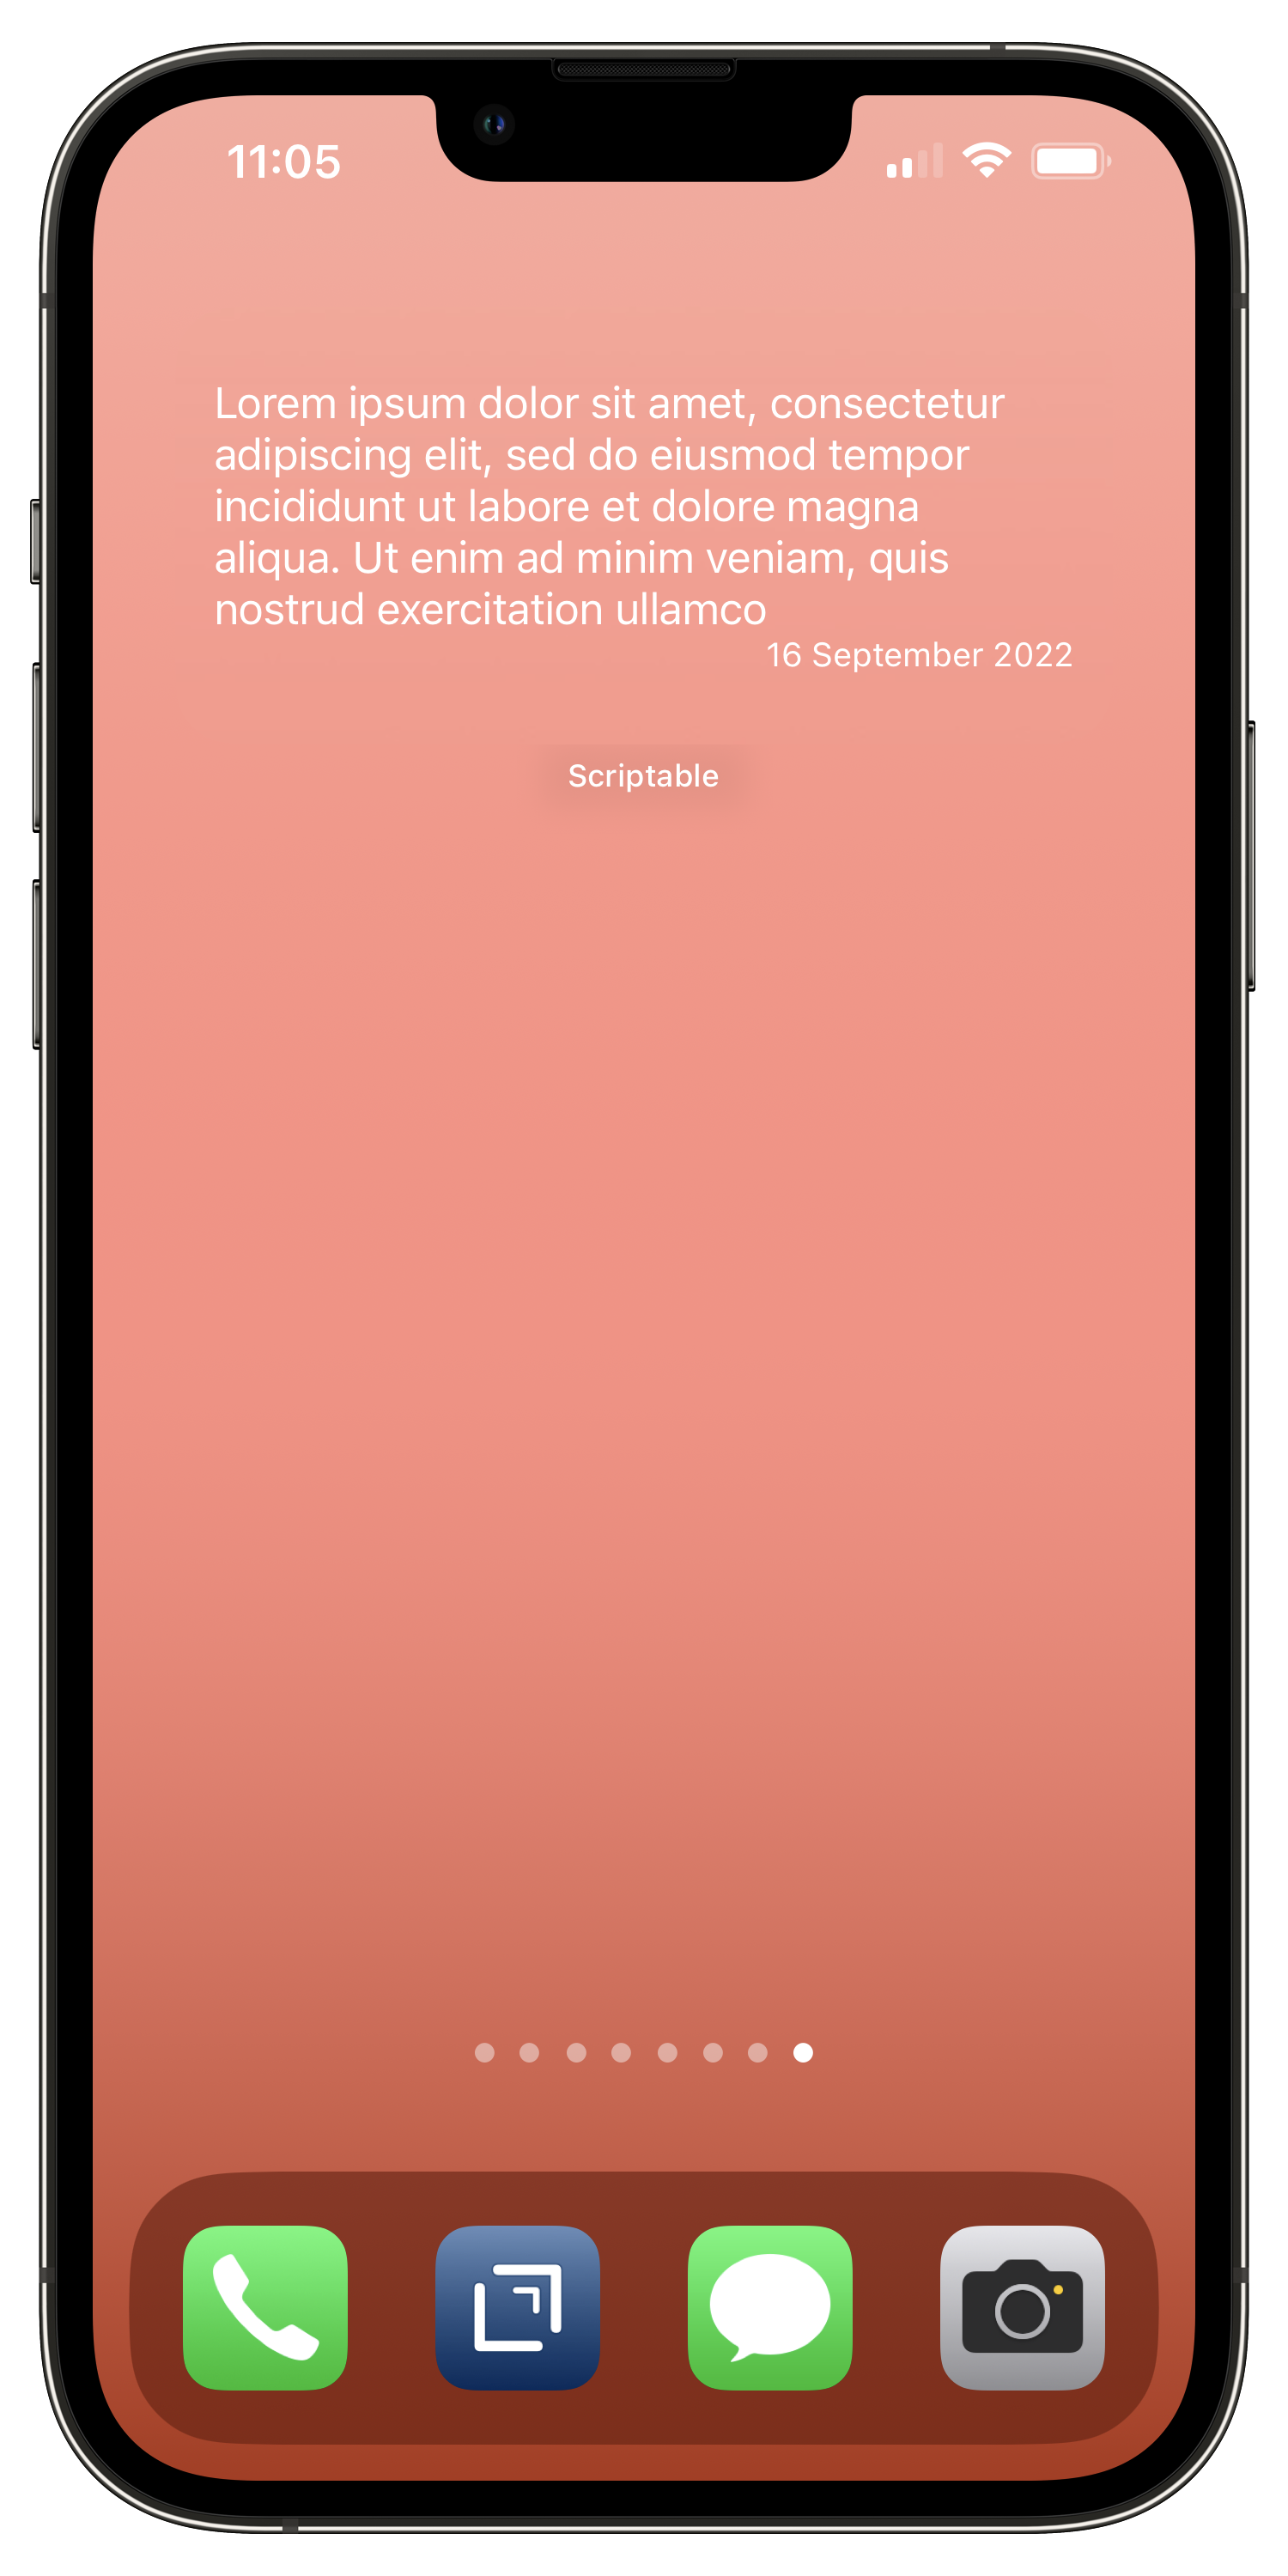 11:05
Lorem ipsum dolor sit amet, consectetur
adipiscing elit, sed do eiusmod tempor
incididunt ut labore et dolore magna
aliqua. Ut enim ad minim veniam, quis
nostrud exercitation ullamco
16 September 2022
Scriptable